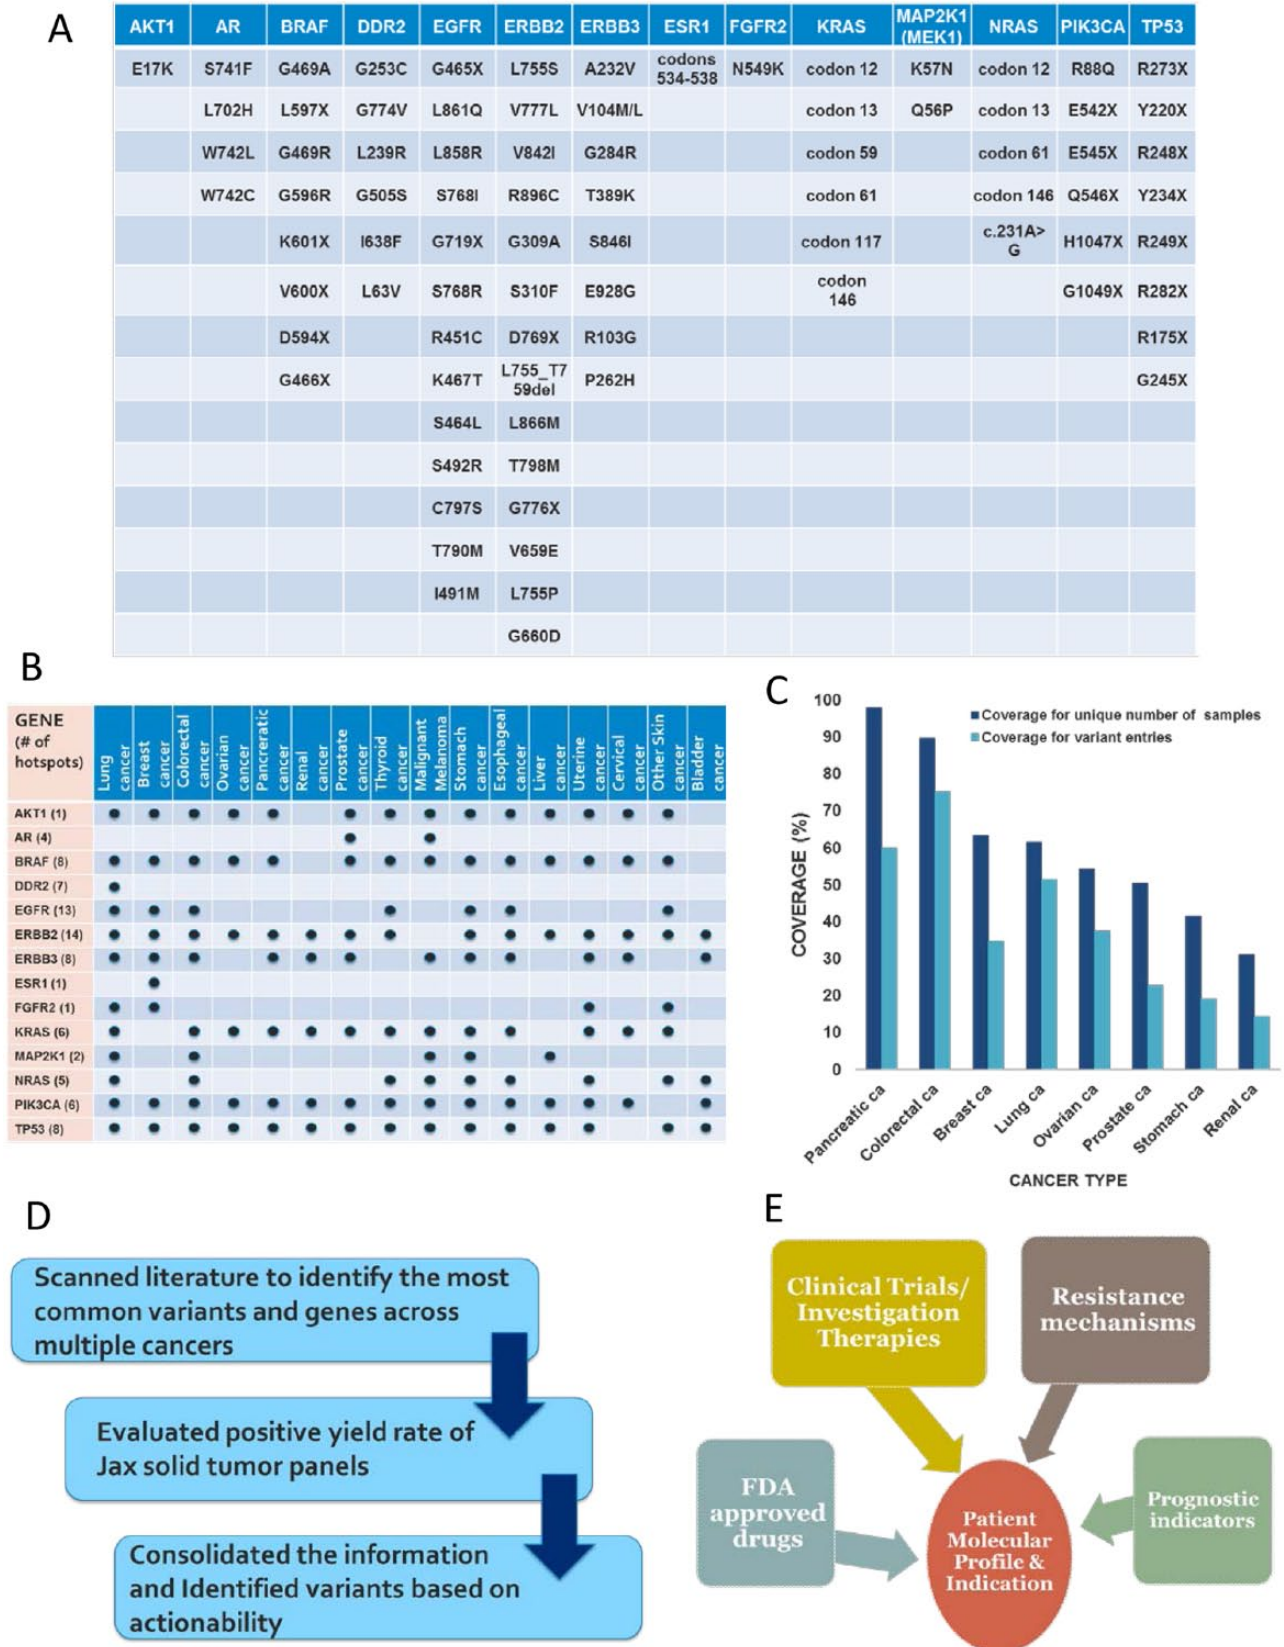 A
AKT1 AR BRAF DDR2 EGFR ERBB2 ERBB3 ESR1 FGFR2 KRAS MAP2K1 (MEK1) NRAS PIK3CA TP53
E17K S741F G469A G253C G465X L755S A232V codons 534-538 N549K codon 12 K57N codon 12 R88Q R273X
L702H L597X G774V L861Q V777L V104M/L codon 13 Q56P codon 13 E542X Y220X
W742L G469R L239R L858R V842I G284R codon 59 codon 61 E545X R248X
W742C G596R G505S S768I R896C T389K codon 61 codon 146 Q546X Y234X
K601X I638F G719X G309A S846I codon 117 c.231A> G H1047X R249X
V600X L63V S768R S310F E928G codon 146 G1049X R282X
D594X R451C D769X R103G R175X
G466X K467T L755_T7 59del P262H G245X
S464L L866M
S492R T798M
C797S G776X
T790M V659E
I491M L755P
G660D
B
GENE
(# of
hotspots)
Lung cancer
Breast cancer
Colorectal cancer
Ovarian cancer
Pancreratic cancer
Renal cancer
Prostate cancer
Thyroid cancer
Malignant Melanoma
Stomach cancer
Esophageal cancer
Liver cancer
Uterine cancer
Cervical cancer
Other Skin cancer
Bladder cancer
AKT1 (1)
AR (4)
BRAF (8)
DDR2 (7)
EGFR (13)
ERBB2 (14)
ERBB3 (8)
ESR1 (1)
FGFR2 (1)
KRAS (6)
MAP2K1 (2)
NRAS (5)
PIK3CA (6)
TP53 (8)
C
Coverage for unique number of samples
Coverage for variant entries
COVERAGE (%)
100
90
80
70
60
50
40
30
20
10
0
Pancreatic ca
Colorectal ca
Breast ca
Lung ca
Ovarian ca
Prostate ca
Stomach ca
Renal ca
CANCER TYPE
D
Scanned literature to identify the most
common variants and genes across
multiple cancers
Evaluated positive yield rate of
Jax solid tumor panels
Consolidated the information
and Identified variants based on
actionability
E
Clinical Trials/
Investigation
Therapies
Resistance
mechanisms
FDA
approved
drugs
Prognostic
indicators
Patient
Molecular
Profile &
Indication